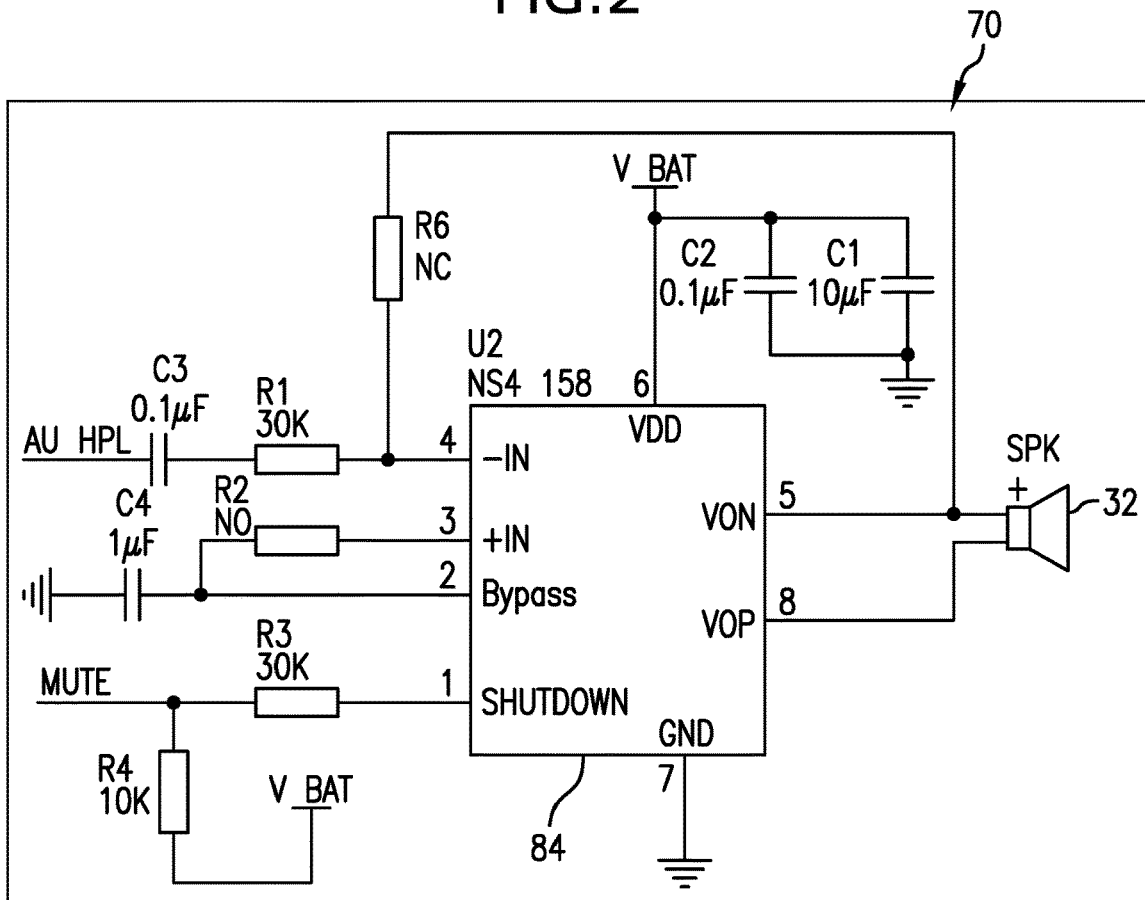 FIG.2
70
V BAT
R6
NC
C2
0.1µF
C1
10µF
U2
NS4 158
6
VDD
C3
0.1µF
R1
30K
AU HPL
4
-IN
SPK
+
32
C4
1µF
R2
NO
3
+IN
VON
5
2
Bypass
VOP
8
R3
30K
MUTE
1
SHUTDOWN
GND
7
R4
10K
V BAT
84